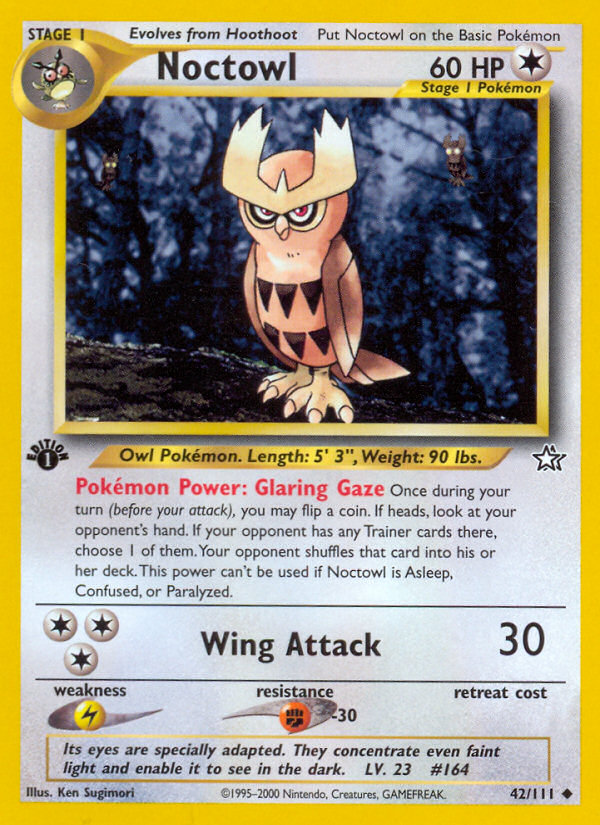 STAGE 1 Evolves from Hoothoot Put Noctowl on the Basic Pokémon
Noctowl 60 HP
Stage 1 Pokémon
EDITION
1
Owl Pokémon. Length: 5' 3", Weight: 90 lbs.
Pokémon Power: Glaring Gaze Once during your
turn (before your attack), you may flip a coin. If heads, look at your
opponent's hand. If your opponent has any Trainer cards there,
choose 1 of them. Your opponent shuffles that card into his or
her deck. This power can't be used if Noctowl is Asleep,
Confused, or Paralyzed.
Wing Attack 30
weakness resistance retreat cost
-30
Its eyes are specially adapted. They concentrate even faint
light and enable it to see in the dark. LV. 23 #164
Illus. Ken Sugimori ©1995-2000 Nintendo, Creatures, GAMEFREAK. 42/111